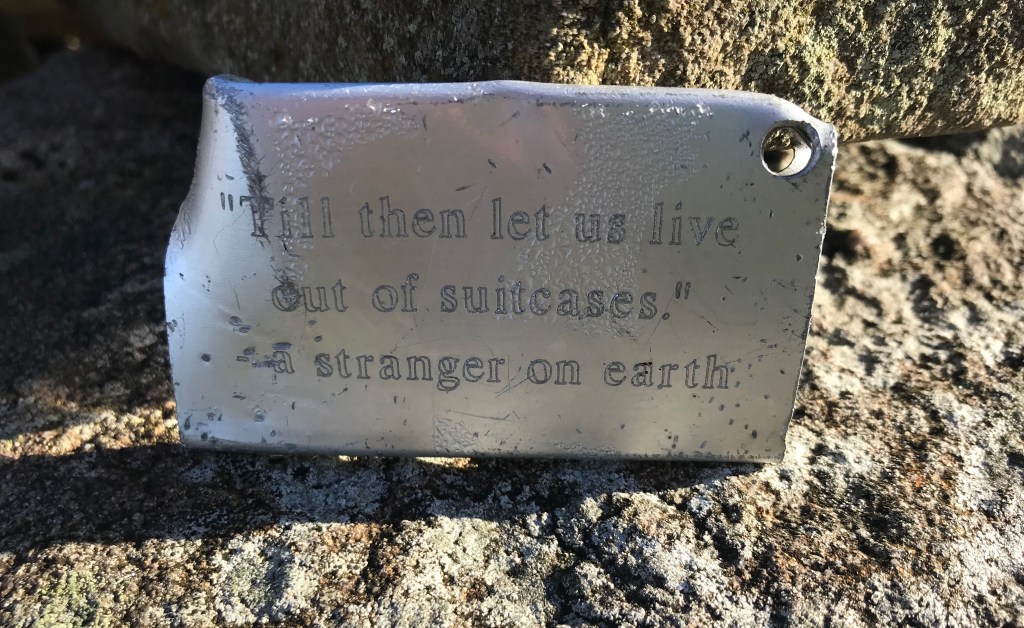 "Till then let us live
out of suitcases."
- a stranger on earth